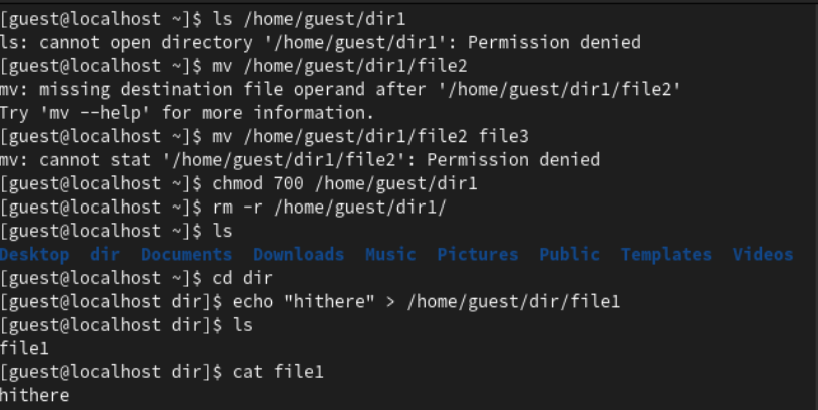 [guest@localhost ~]$ ls /home/guest/dir1
ls: cannot open directory '/home/guest/dir1': Permission denied
[guest@localhost ~]$ mv /home/guest/dir1/file2
mv: missing destination file operand after '/home/guest/dir1/file2'
Try 'mv --help' for more information.
[guest@localhost ~]$ mv /home/guest/dir1/file2 file3
mv: cannot stat '/home/guest/dir1/file2': Permission denied
[guest@localhost ~]$ chmod 700 /home/guest/dir1
[guest@localhost ~]$ rm -r /home/guest/dir1/
[guest@localhost ~]$ ls
Desktop dir Documents Downloads Music Pictures Public Templates Videos
[guest@localhost ~]$ cd dir
[guest@localhost dir]$ echo "hithere" > /home/guest/dir/file1
[guest@localhost dir]$ ls
file1
[guest@localhost dir]$ cat file1
hithere